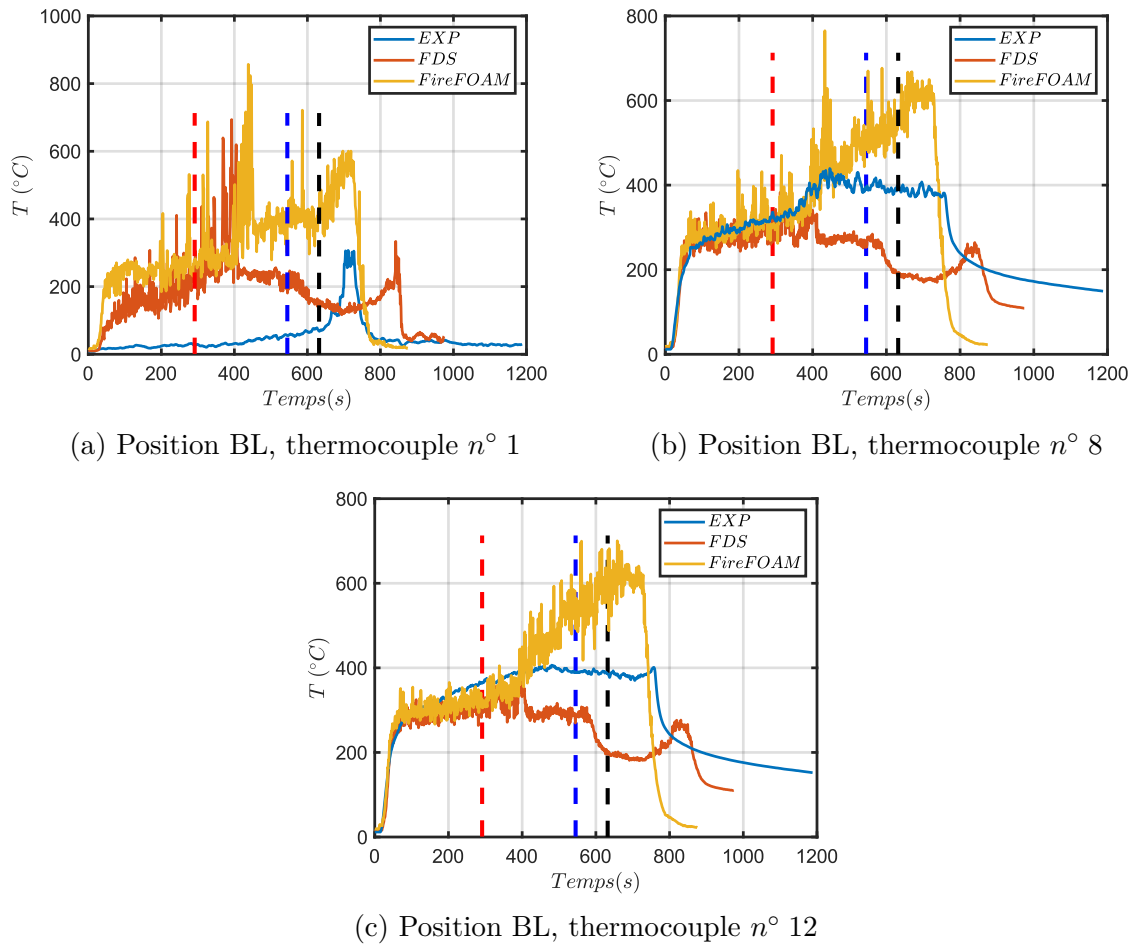 1000
800
600
400
200
0
T (°C)
EXP
FDS
FireFOAM
0 200 400 600 800 1000 1200
Temps(s)
(a) Position BL, thermocouple n° 1
800
600
400
200
0
T (°C)
EXP
FDS
FireFOAM
0 200 400 600 800 1000 1200
Temps(s)
(b) Position BL, thermocouple n° 8
800
600
400
200
0
T (°C)
EXP
FDS
FireFOAM
0 200 400 600 800 1000 1200
Temps(s)
(c) Position BL, thermocouple n° 12